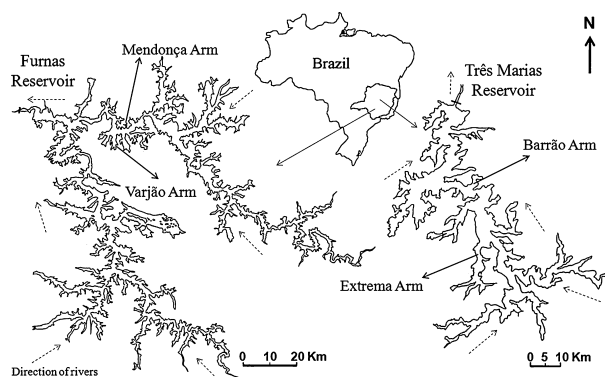 Mendonça Arm
Furnas
Reservoir
Brazil
N
Três Marias
Reservoir
Barrão Arm
Varjão Arm
Extrema Arm
Direction of rivers
0 10 20 Km
0 5 10 Km